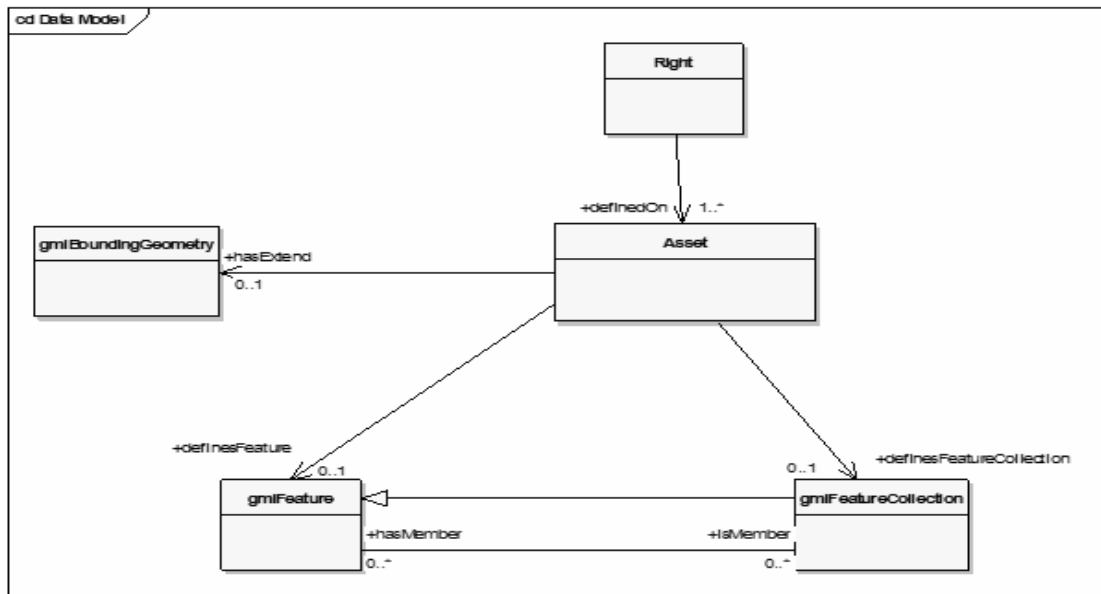 cd Data Model
Right
+definedOn 1..*
Asset
gmlBoundingGeometry
+hasExtend
0..1
+definesFeature
0..1
0..1
+definesFeatureCollection
gmlFeature
gmlFeatureCollection
+hasMember
+isMember
0..*
0..*